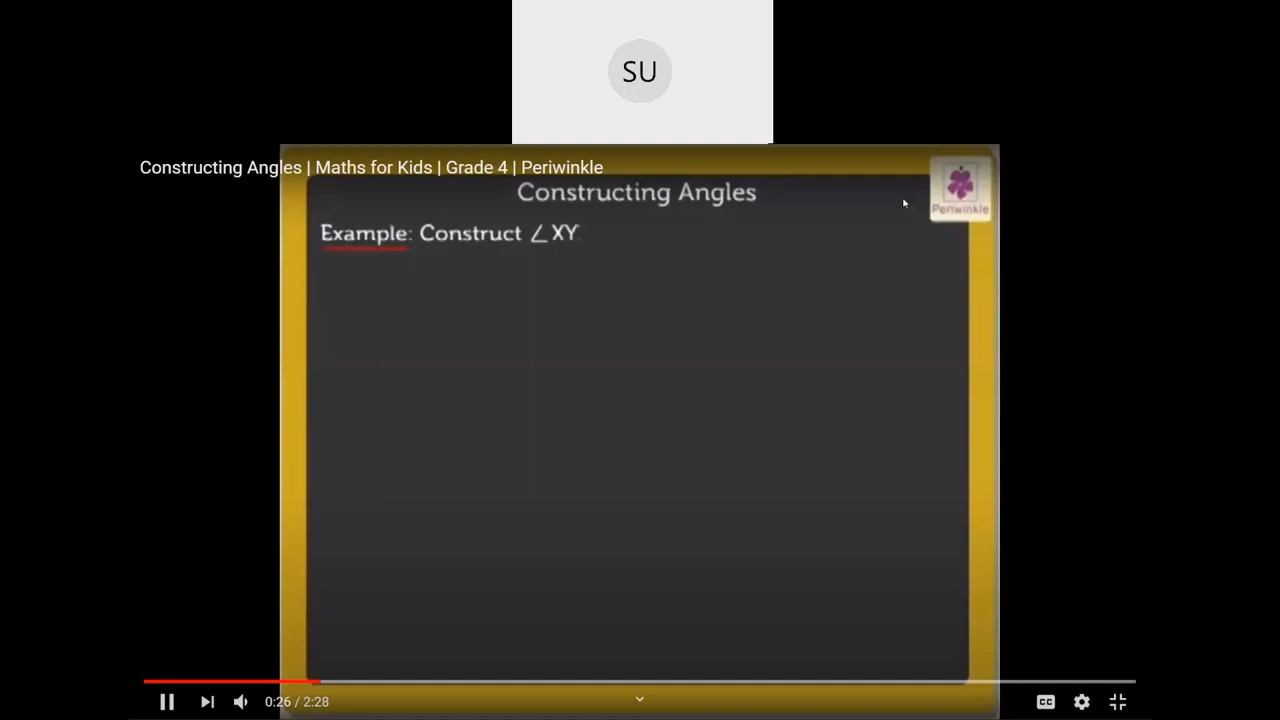 SU
Constructing Angles | Maths for Kids | Grade 4 | Periwinkle
Constructing Angles
Periwinkle
Example: Construct ∠XY
0:26 / 2:28
CC